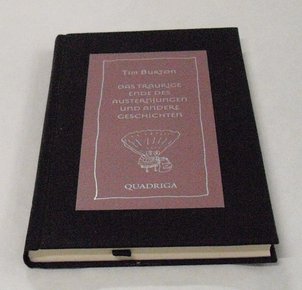 Tim Burton
Das traurige
Ende des
Austernjungen
und andere
Geschichten
QUADRIGA